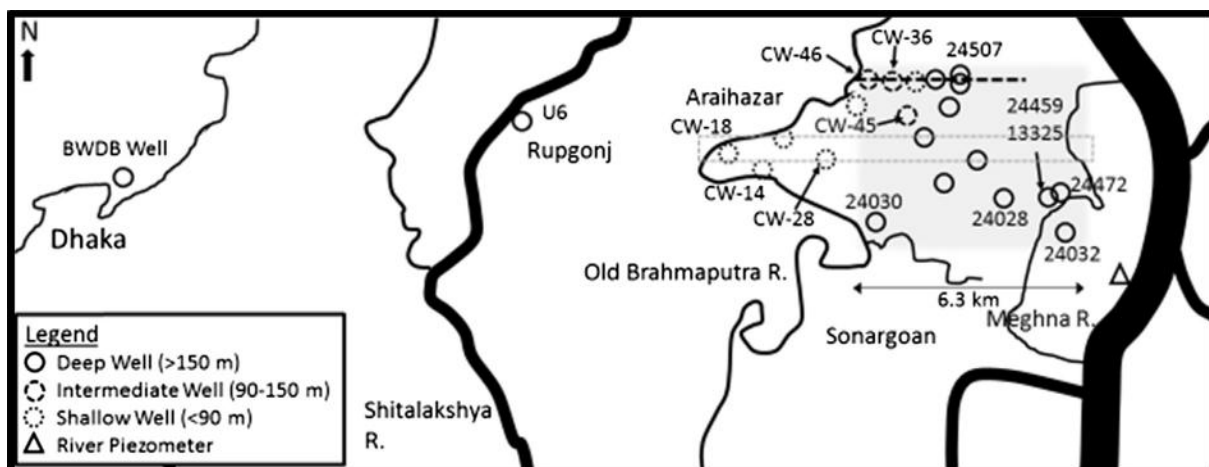 N
CW-36
CW-46
24507
Araihazar
24459
U6
CW-18
CW-45
13325
BWDB Well
Rupgonj
24472
CW-14
24030
CW-28
24028
Dhaka
24032
Old Brahmaputra R.
6.3 km
Meghna R.
Sonargoan
Legend
Deep Well (>150 m)
Intermediate Well (90-150 m)
Shallow Well (<90 m)
River Piezometer
Shitalakshya
R.